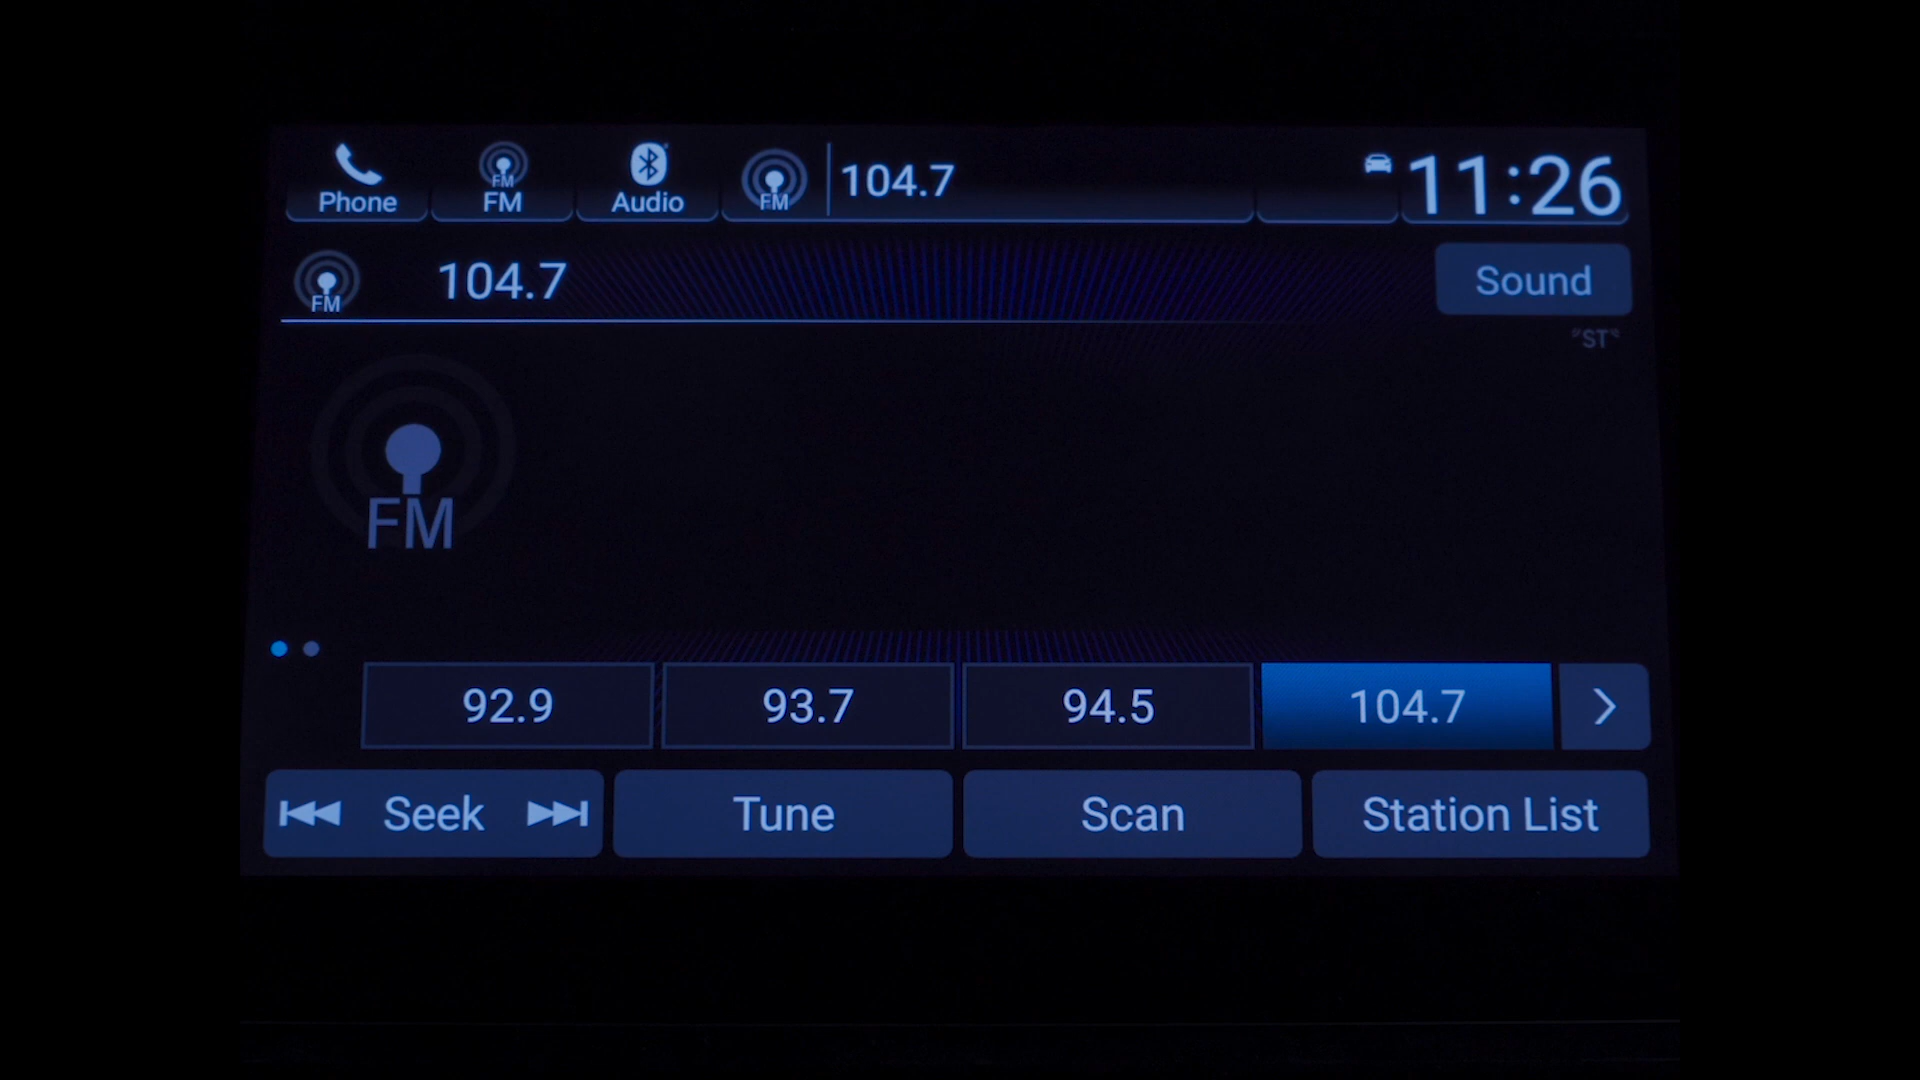 Phone
FM
FM
Audio
FM
104.7
11:26
FM
104.7
Sound
"ST"
FM
92.9
93.7
94.5
104.7
Seek
Tune
Scan
Station List